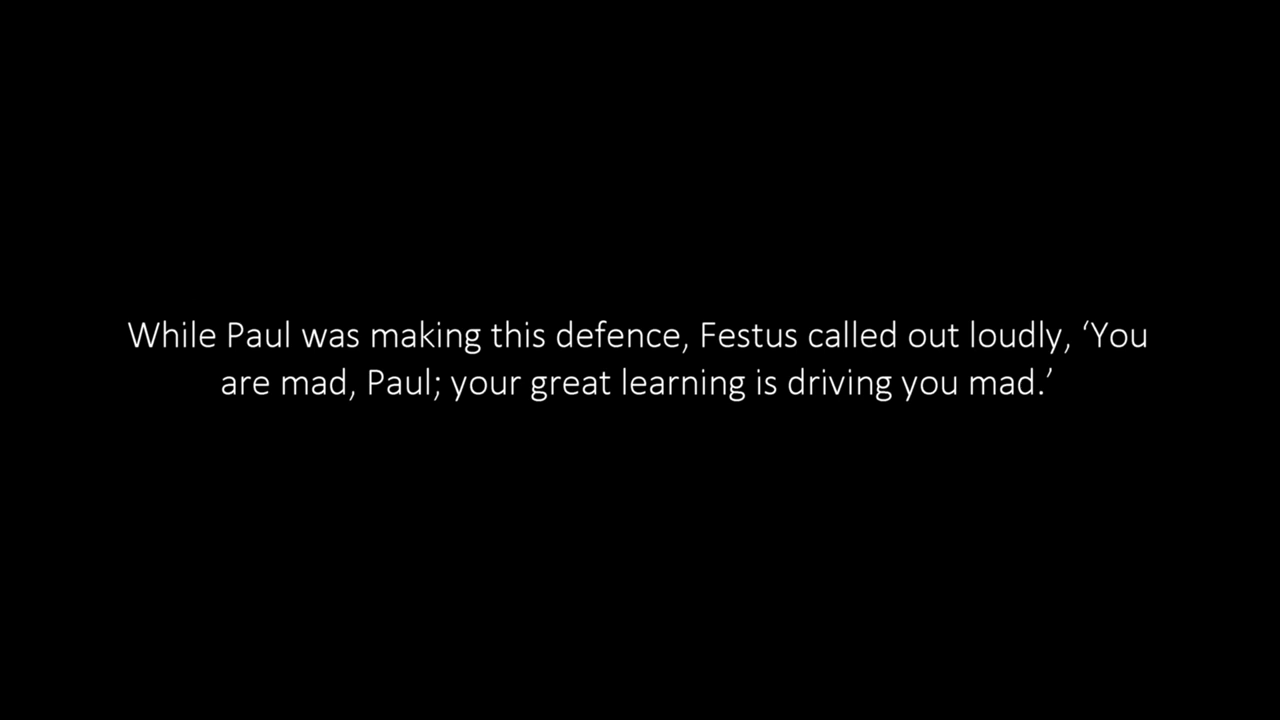 While Paul was making this defence, Festus called out loudly, ‘You
are mad, Paul; your great learning is driving you mad.’